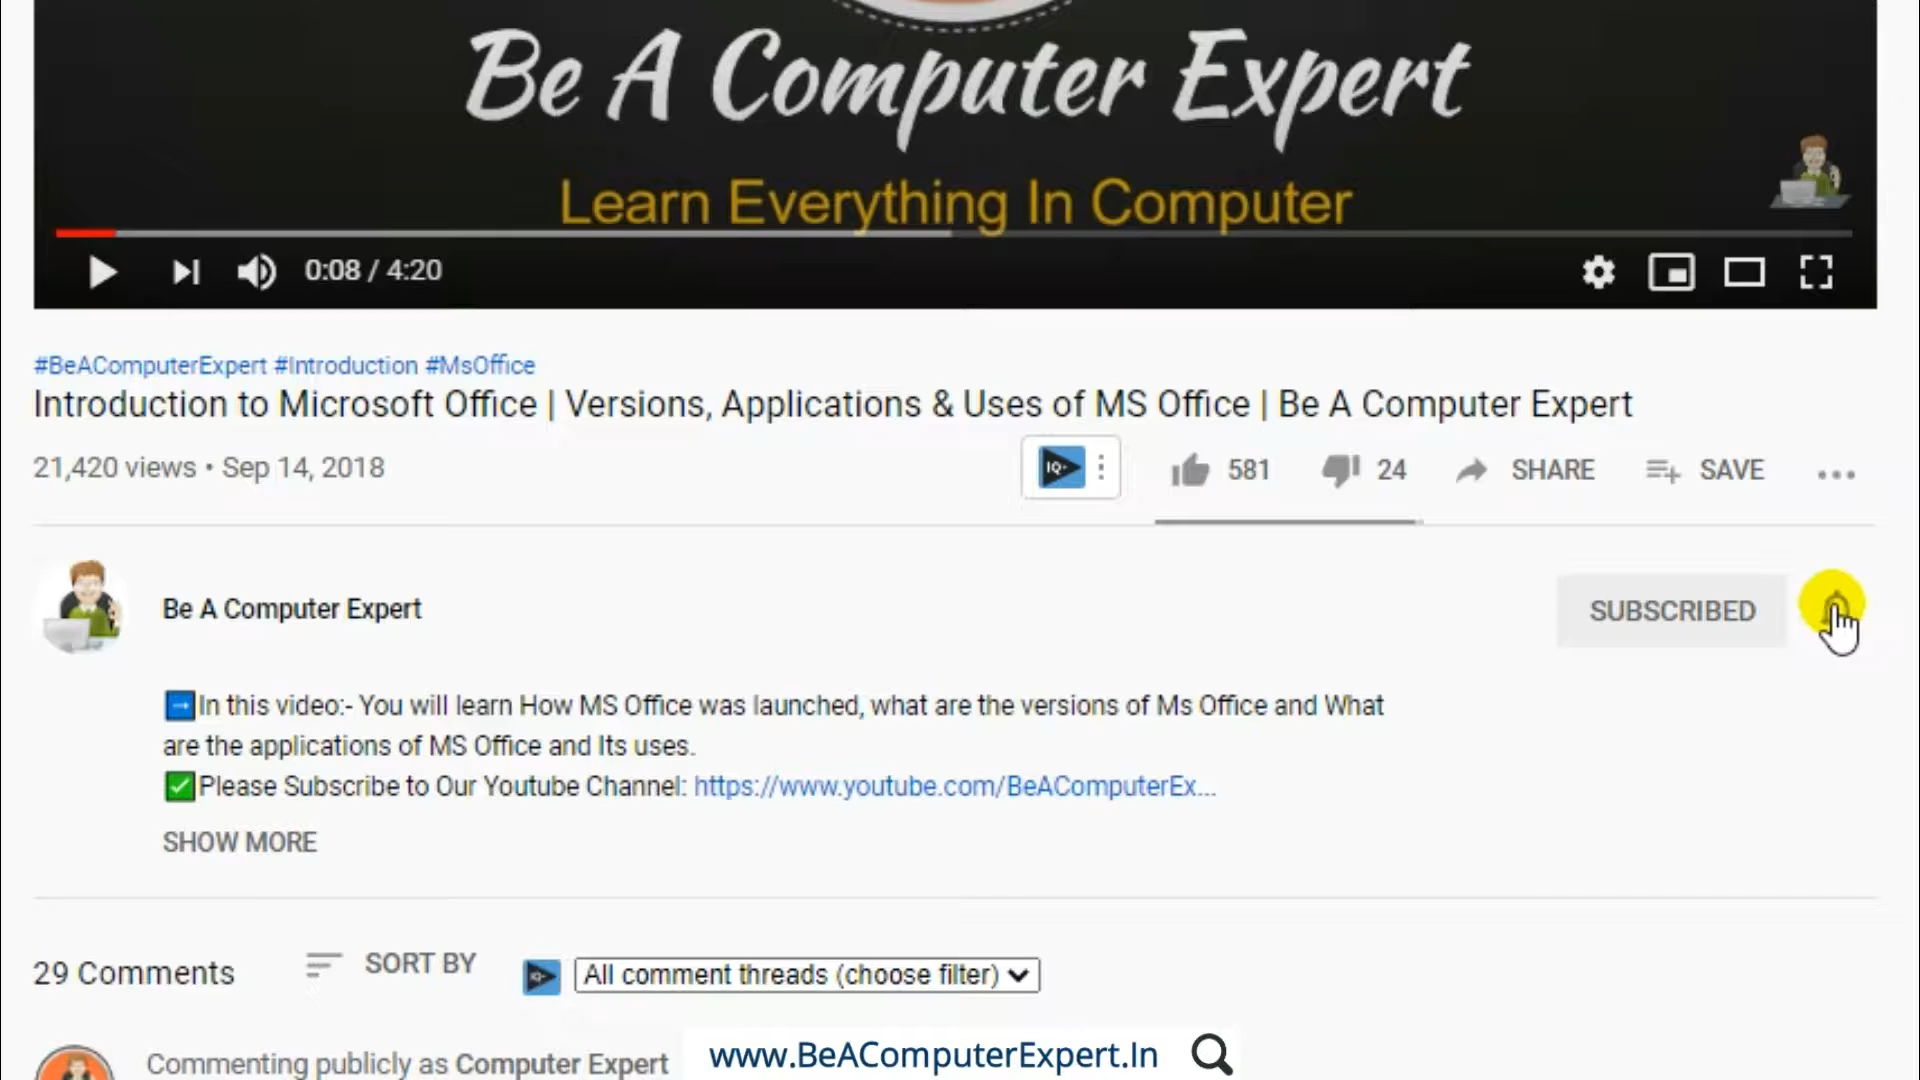 Be A Computer Expert
Learn Everything In Computer
0:08 / 4:20
#BeAComputerExpert #Introduction #MsOffice
Introduction to Microsoft Office | Versions, Applications & Uses of MS Office | Be A Computer Expert
21,420 views • Sep 14, 2018
IQ+
581
24
SHARE
SAVE
Be A Computer Expert
SUBSCRIBED
In this video:- You will learn How MS Office was launched, what are the versions of Ms Office and What
are the applications of MS Office and Its uses.
Please Subscribe to Our Youtube Channel: https://www.youtube.com/BeAComputerEx...
SHOW MORE
29 Comments
SORT BY
IQ+
All comment threads (choose filter)
Commenting publicly as Computer Expert
www.BeAComputerExpert.In